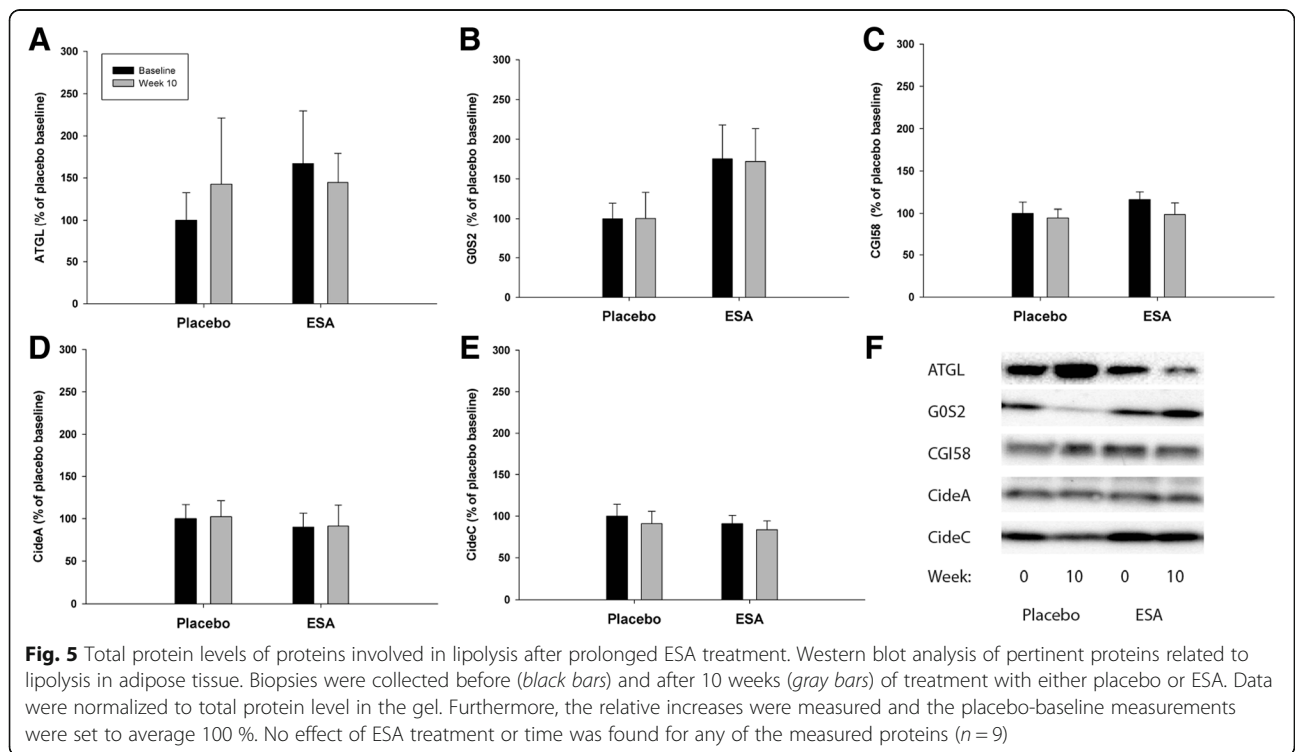 A
B
C
300
250
200
150
100
50
0
ATGL (% of placebo baseline)
Baseline
Week 10
Placebo ESA
300
250
200
150
100
50
0
G0S2 (% of placebo baseline)
Placebo ESA
300
250
200
150
100
50
0
CGI58 (% of placebo baseline)
Placebo ESA
D
E
F
300
250
200
150
100
50
0
CideA (% of placebo baseline)
Placebo ESA
300
250
200
150
100
50
0
CideC (% of placebo baseline)
Placebo ESA
ATGL
G0S2
CGI58
CideA
CideC
Week: 0 10 0 10
Placebo ESA
Fig. 5 Total protein levels of proteins involved in lipolysis after prolonged ESA treatment. Western blot analysis of pertinent proteins related to
lipolysis in adipose tissue. Biopsies were collected before (black bars) and after 10 weeks (gray bars) of treatment with either placebo or ESA. Data
were normalized to total protein level in the gel. Furthermore, the relative increases were measured and the placebo-baseline measurements
were set to average 100 %. No effect of ESA treatment or time was found for any of the measured proteins (n = 9)